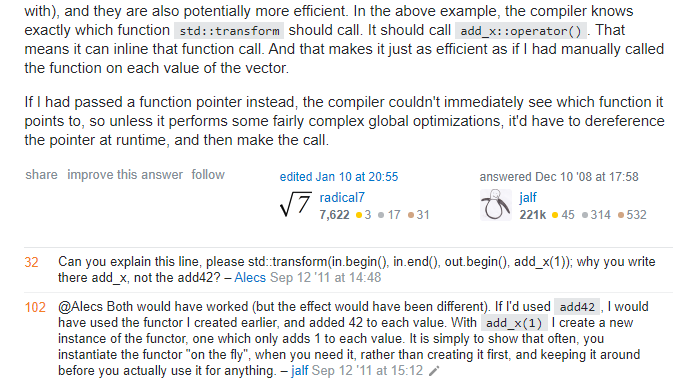 with), and they are also potentially more efficient. In the above example, the compiler knows
exactly which function std::transform should call. It should call add_x::operator() . That
means it can inline that function call. And that makes it just as efficient as if I had manually called
the function on each value of the vector.
If I had passed a function pointer instead, the compiler couldn't immediately see which function it
points to, so unless it performs some fairly complex global optimizations, it'd have to dereference
the pointer at runtime, and then make the call.
share improve this answer follow
edited Jan 10 at 20:55
√7 radical7
7,622 3 17 31
answered Dec 10 '08 at 17:58
jalf
221k 45 314 532
32 Can you explain this line, please std::transform(in.begin(), in.end(), out.begin(), add_x(1)); why you write
there add_x, not the add42? – Alecs Sep 12 '11 at 14:48
102 @Alecs Both would have worked (but the effect would have been different). If I'd used add42 , I would
have used the functor I created earlier, and added 42 to each value. With add_x(1) I create a new
instance of the functor, one which only adds 1 to each value. It is simply to show that often, you
instantiate the functor "on the fly", when you need it, rather than creating it first, and keeping it around
before you actually use it for anything. – jalf Sep 12 '11 at 15:12